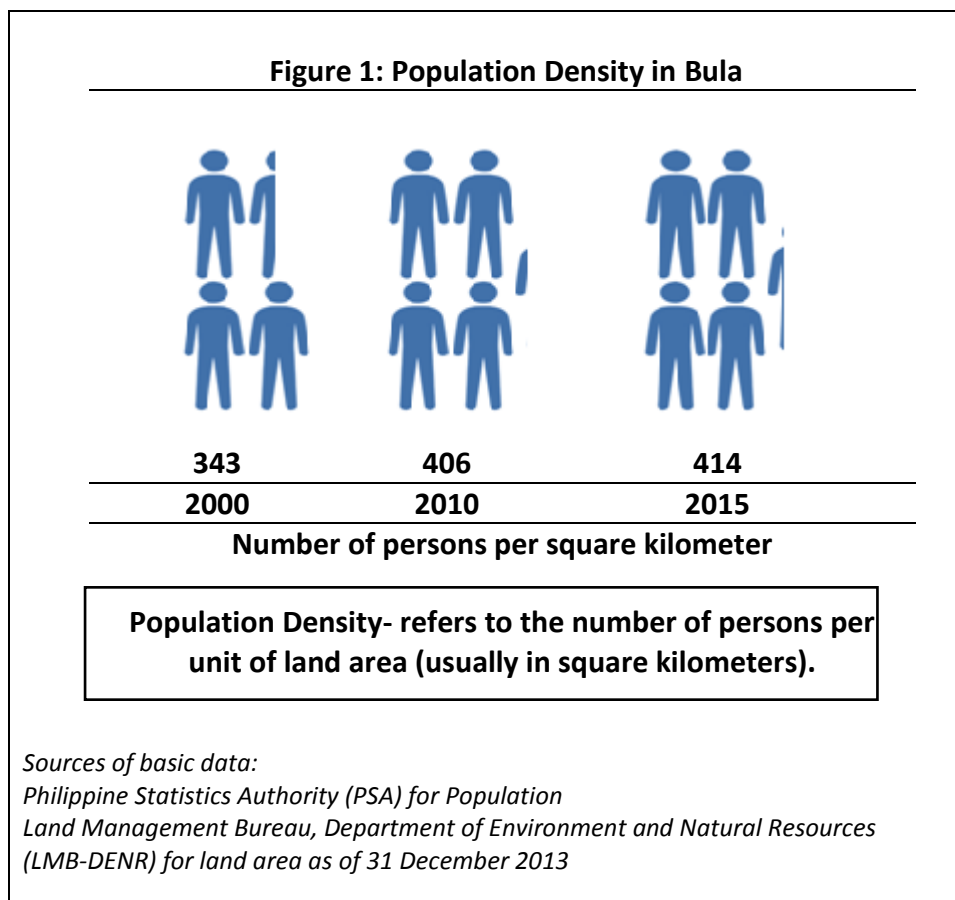 Figure 1: Population Density in Bula
343 406 414
2000 2010 2015
Number of persons per square kilometer
Population Density- refers to the number of persons per
unit of land area (usually in square kilometers).
Sources of basic data:
Philippine Statistics Authority (PSA) for Population
Land Management Bureau, Department of Environment and Natural Resources
(LMB-DENR) for land area as of 31 December 2013